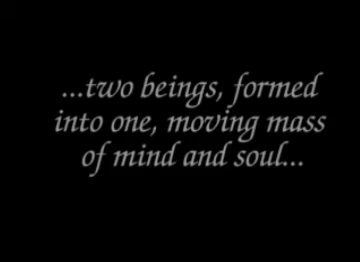 ...two beings, formed
into one, moving mass
of mind and soul...